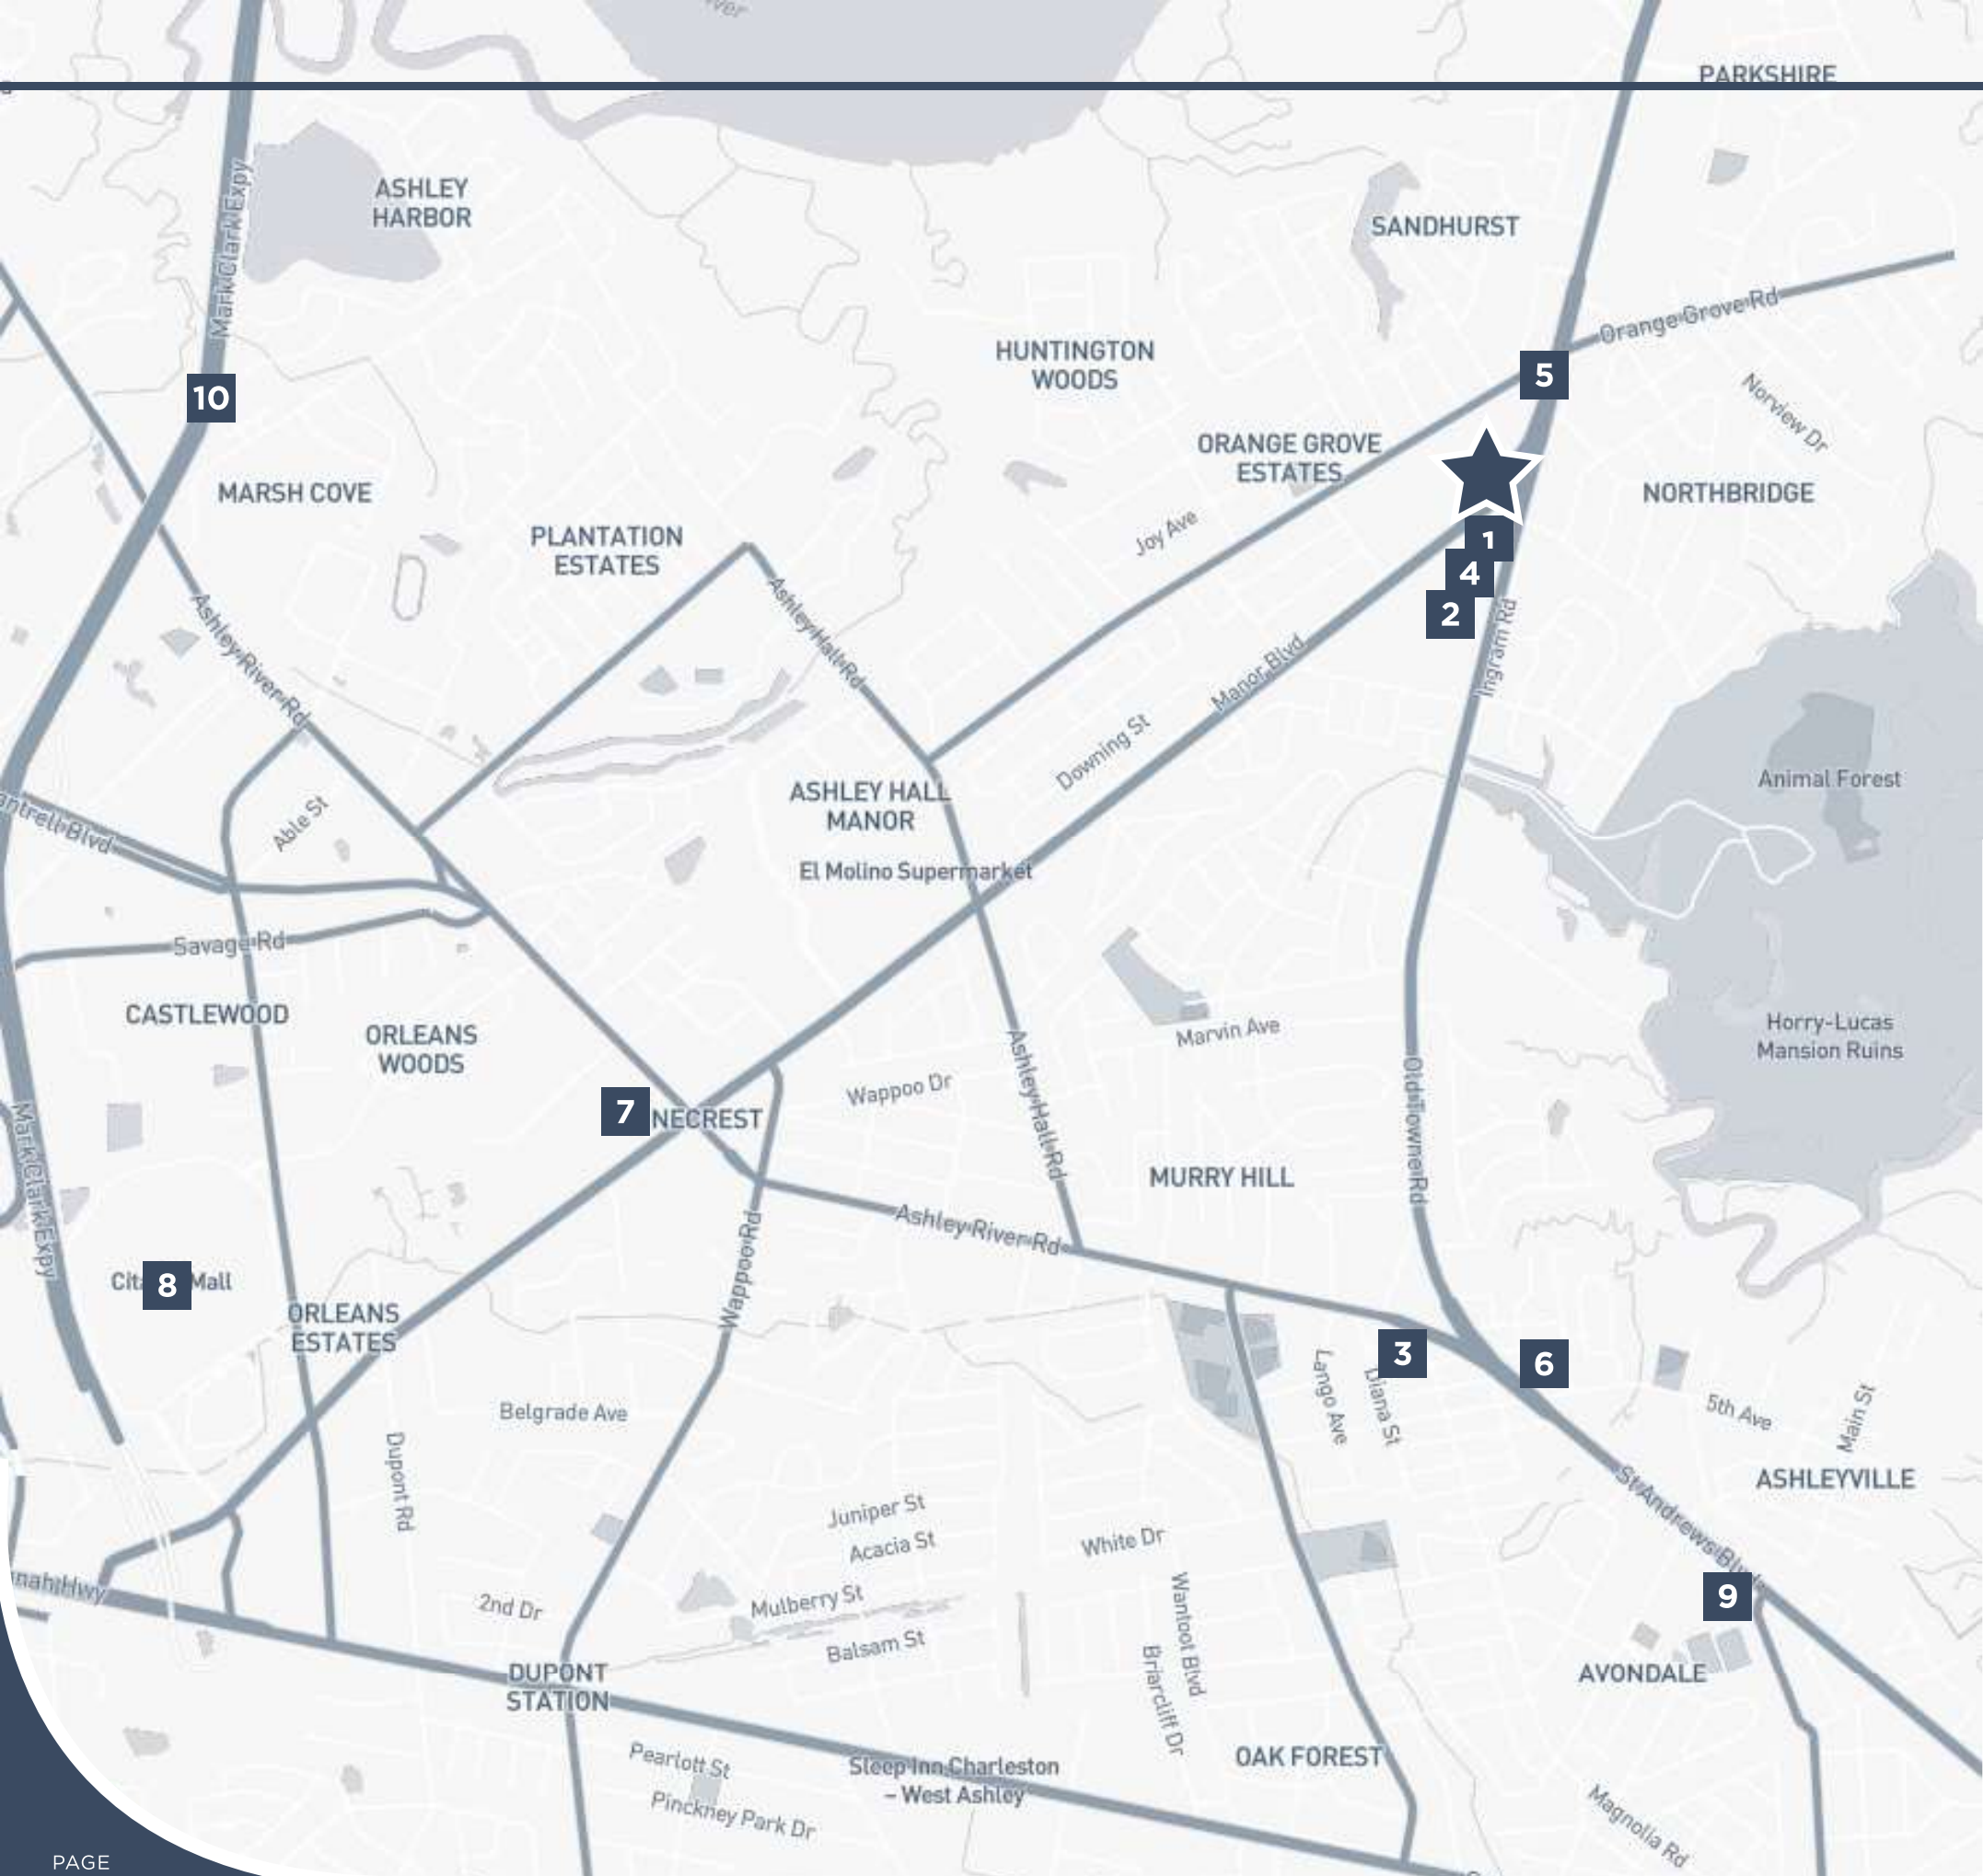 PARKSHIRE
Mark Clark Expy
ASHLEY
HARBOR
SANDHURST
Orange Grove Rd
HUNTINGTON
WOODS
5
10
Norview Dr
ORANGE GROVE
ESTATES
MARSH COVE
NORTHBRIDGE
PLANTATION
ESTATES
Joy Ave
1
4
2
Ashley Hall Rd
Ashley River Rd
Ingram Rd
Manor Blvd
Downing St
Animal Forest
ASHLEY HALL
MANOR
Able St
El Molino Supermarket
Savage Rd
CASTLEWOOD
ORLEANS
WOODS
Marvin Ave
Horry-Lucas
Mansion Ruins
Wappoo Dr
Ashley Hall Rd
Old Towne Rd
7
NECREST
Mark Clark Expy
MURRY HILL
Ashley River Rd
Wappoo Rd
8
Mall
ORLEANS
ESTATES
3
6
Lango Ave
Diana St
5th Ave
Main St
Belgrade Ave
Dupont Rd
ASHLEYVILLE
St Andrews Blvd
Juniper St
Acacia St
White Dr
Mulberry St
Balsam St
2nd Dr
Wantoot Blvd
Briarcliff Dr
9
Hwy
DUPONT
STATION
AVONDALE
Pearlott St
Pinckney Park Dr
Sleep Inn Charleston
– West Ashley
OAK FOREST
Magnolia Rd
PAGE